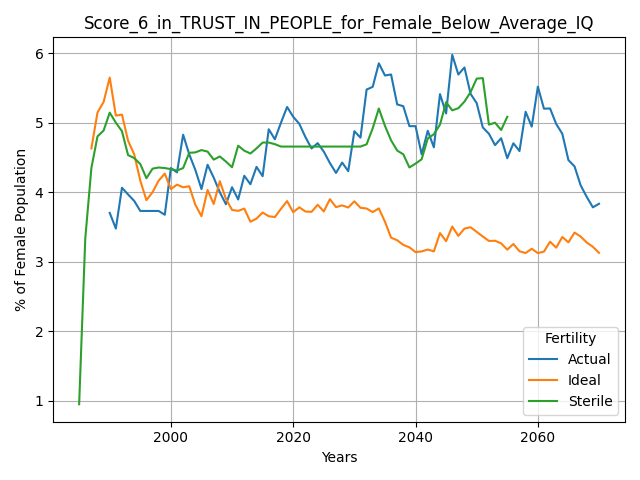 Score_6_in_TRUST_IN_PEOPLE_for_Female_Below_Average_IQ
% of Female Population
6
5
4
3
2
1
2000 2020 2040 2060
Years
Fertility
Actual
Ideal
Sterile